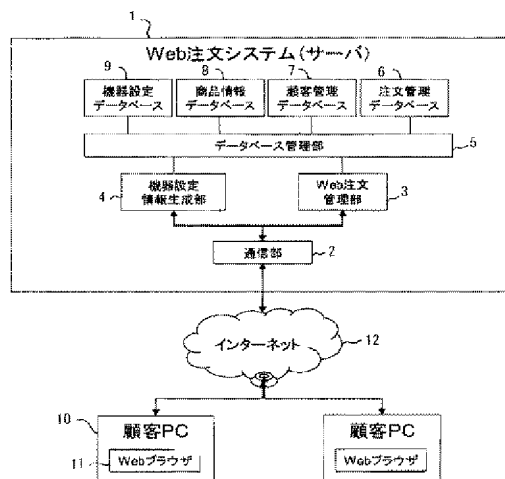 1
Web注文システム(サーバ)
9 8 7 6
機器設定 商品情報 顧客管理 注文管理
データベース データベース データベース データベース
データベース管理部 5
4 機器設定 Web注文 3
情報生成部 管理部
通信部 2
インターネット 12
10 顧客PC 顧客PC
11 Webブラウザ Webブラウザ